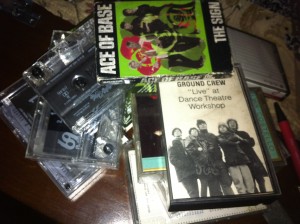 ACE OF BASE
THE SIGN
GROUND CREW
"Live" at
Dance Theatre
Workshop